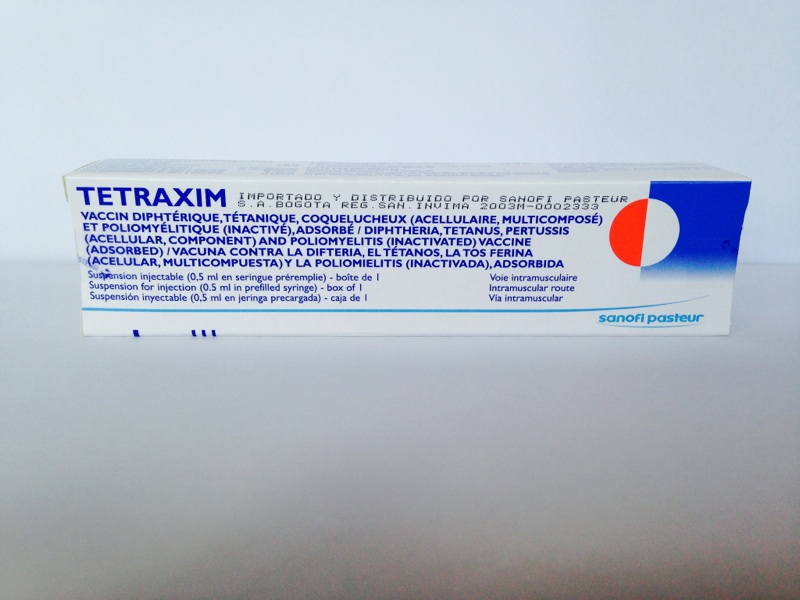 TETRAXIM
IMPORTADO Y DISTRIBUIDO POR SANOFI PASTEUR
S.A.BOGOTA REG.SAN.INVIMA 2003M-0002333
VACCIN DIPHTÉRIQUE, TÉTANIQUE, COQUELUCHEUX (ACELLULAIRE, MULTICOMPOSÉ)
ET POLIOMYÉLITIQUE (INACTIVÉ), ADSORBÉ / DIPHTHERIA, TETANUS, PERTUSSIS
(ACELLULAR, COMPONENT) AND POLIOMYELITIS (INACTIVATED) VACCINE
(ADSORBED) / VACUNA CONTRA LA DIFTERIA, EL TÉTANOS, LA TOS FERINA
(ACELULAR, MULTICOMPUESTA) Y LA POLIOMIELITIS (INACTIVADA), ADSORBIDA
Suspension injectable (0,5 ml en seringue préremplie) - boîte de 1
Suspension for injection (0.5 ml in prefilled syringe) - box of 1
Suspensión inyectable (0,5 ml en jeringa precargada) - caja de 1
Voie intramusculaire
Intramuscular route
Vía intramuscular
sanofi pasteur